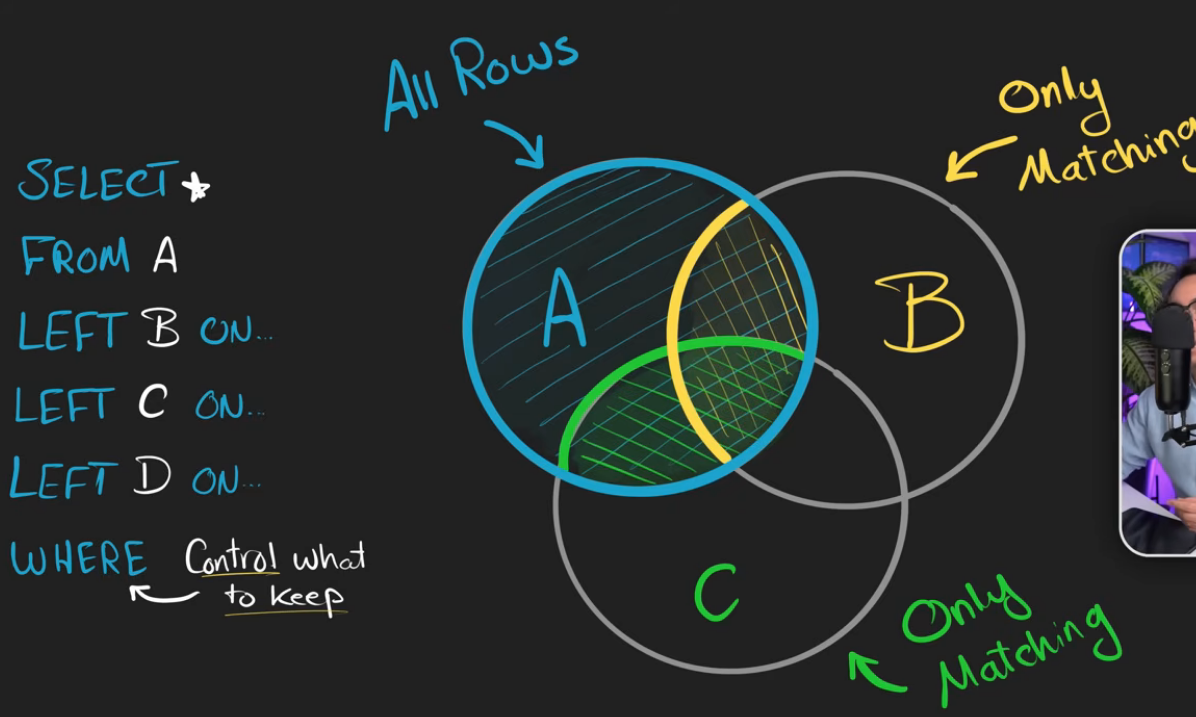 All Rows
Only
Matching
SELECT *
FROM A
LEFT B ON...
LEFT C ON...
LEFT D ON...
WHERE Control what
to keep
A
B
C
Only
Matching